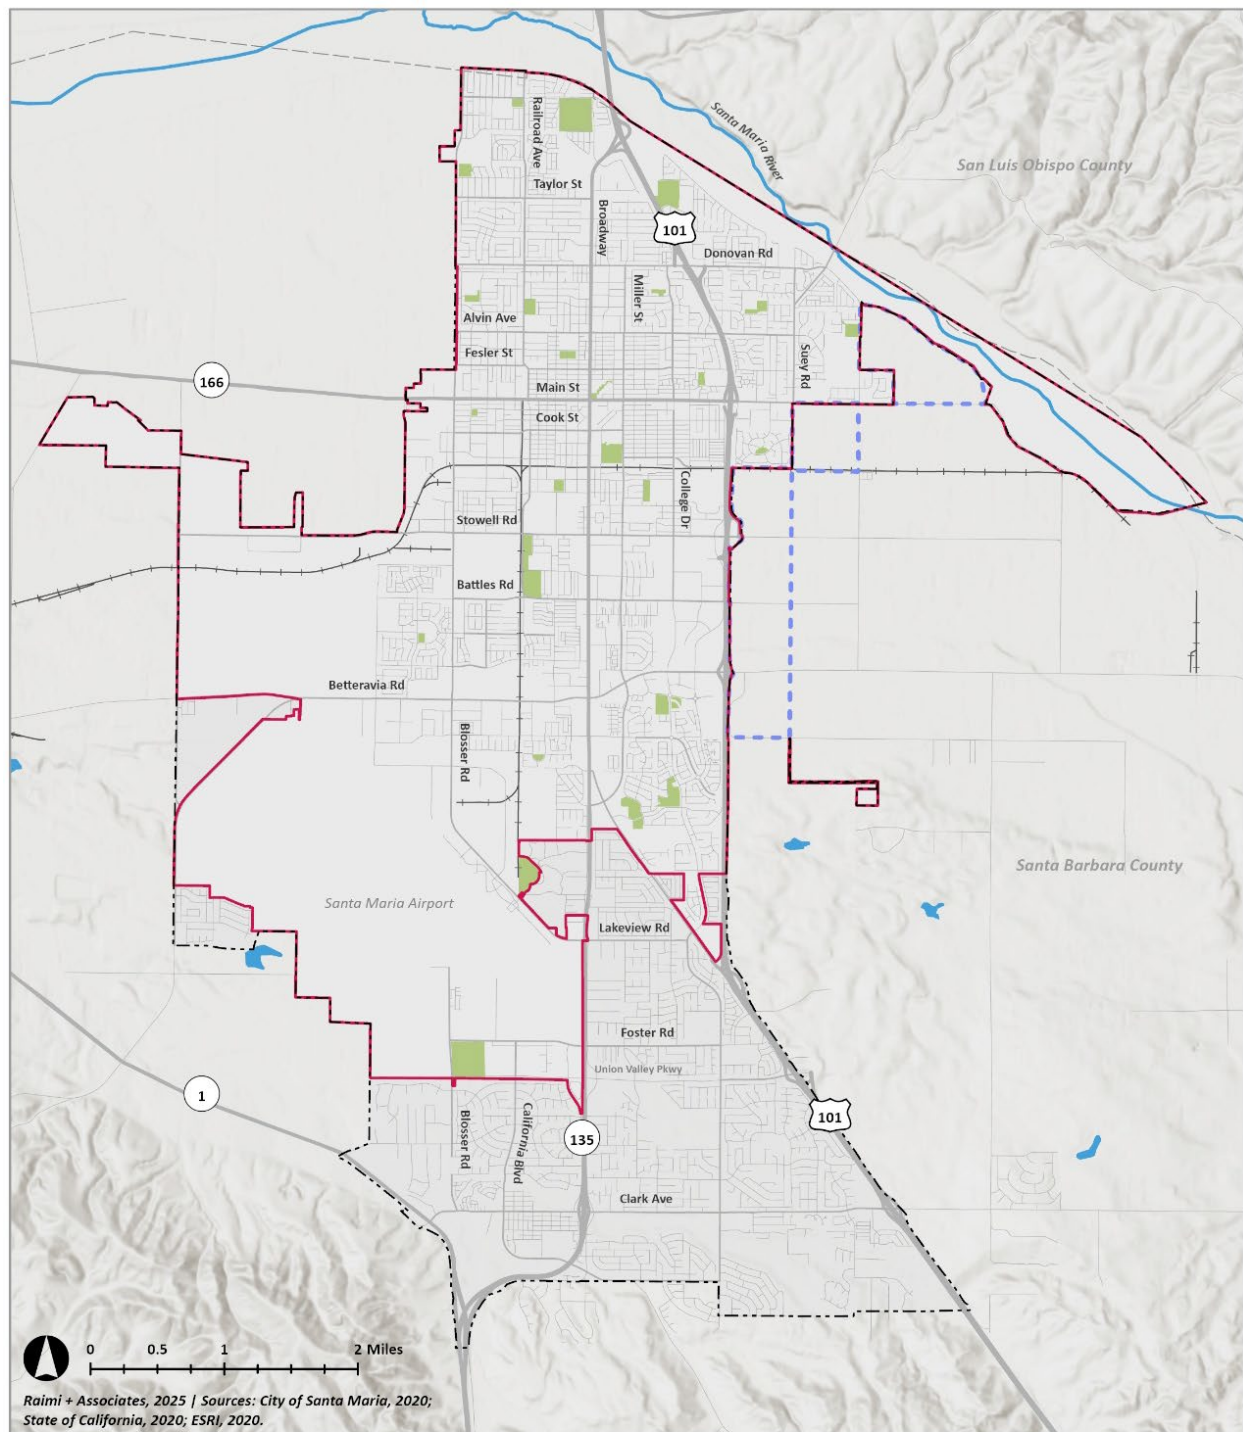 Railroad Ave
Santa Maria River
San Luis Obispo County
Taylor St
Broadway
101
Donovan Rd
Miller St
Alvin Ave
Fesler St
Suey Rd
166
Main St
Cook St
College Dr
Stowell Rd
Battles Rd
Betteravia Rd
Blosser Rd
Santa Barbara County
Santa Maria Airport
Lakeview Rd
Foster Rd
Union Valley Pkwy
1
101
Blosser Rd
California Blvd
135
Clark Ave
0 0.5 1 2 Miles
Raimi + Associates, 2025 | Sources: City of Santa Maria, 2020;
State of California, 2020; ESRI, 2020.